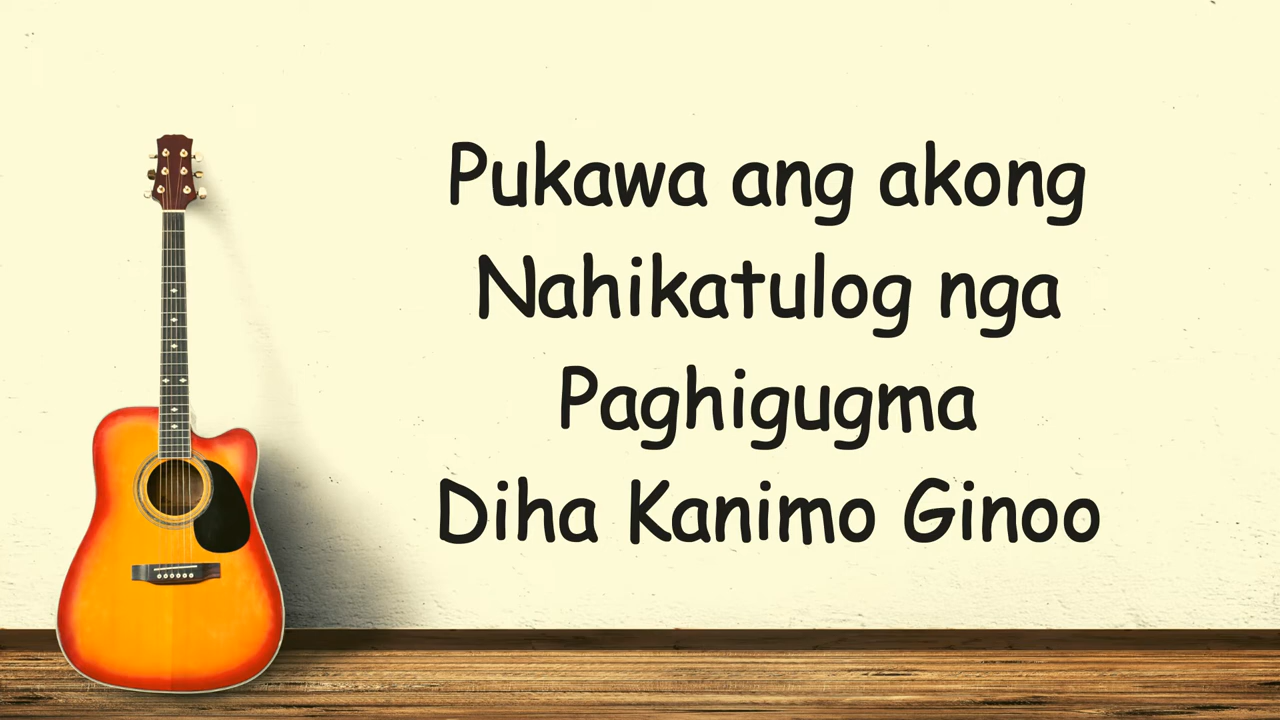 Pukawa ang akong
Nahikatulog nga
Paghigugma
Diha Kanimo Ginoo